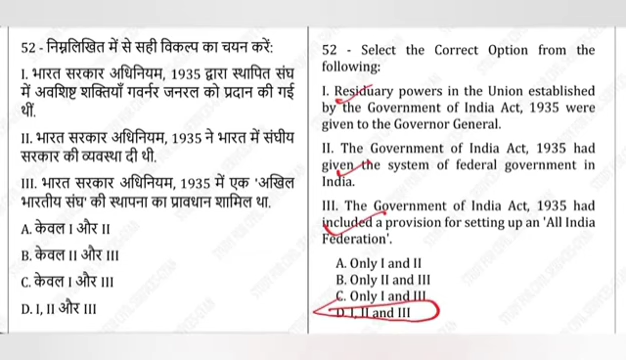 52 - निम्नलिखित में से सही विकल्प का चयन करें:
I. भारत सरकार अधिनियम, 1935 द्वारा स्थापित संघ
में अवशिष्ट शक्तियाँ गवर्नर जनरल को प्रदान की गई
थीं.
II. भारत सरकार अधिनियम, 1935 ने भारत में संघीय
सरकार की व्यवस्था दी थी.
III. भारत सरकार अधिनियम, 1935 में एक 'अखिल
भारतीय संघ' की स्थापना का प्रावधान शामिल था.
A. केवल I और II
B. केवल II और III
C. केवल I और III
D. I, II और III
52 - Select the Correct Option from the
following:
I. Residuary powers in the Union established
by the Government of India Act, 1935 were
given to the Governor General.
II. The Government of India Act, 1935 had
given the system of federal government in
India.
III. The Government of India Act, 1935 had
included a provision for setting up an 'All India
Federation'.
A. Only I and II
B. Only II and III
C. Only I and III
D. I, II and III